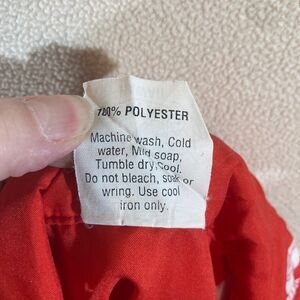 100% POLYESTER
Machine wash, Cold
water, Mild soap,
Tumble dry, Cool.
Do not bleach, soak or
wring. Use cool
iron only.